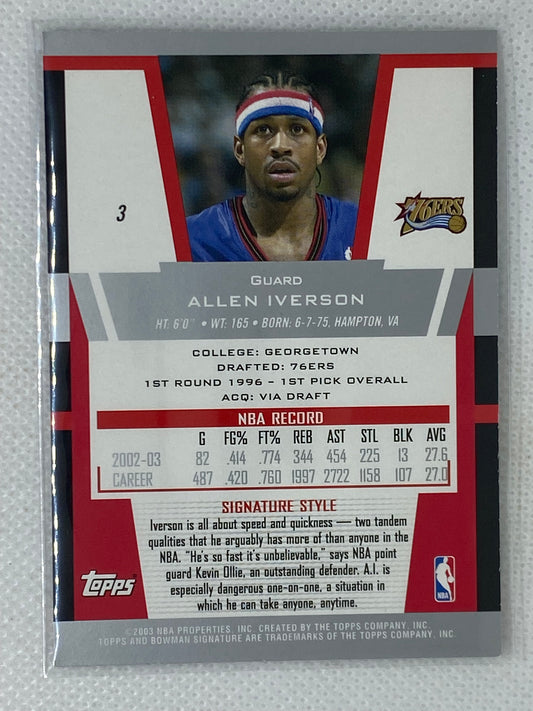 3
76ERS
GUARD
ALLEN IVERSON
HT: 6'0" • WT: 165 • BORN: 6-7-75, HAMPTON, VA
COLLEGE: GEORGETOWN
DRAFTED: 76ERS
1ST ROUND 1996 – 1ST PICK OVERALL
ACQ: VIA DRAFT
NBA RECORD
G FG% FT% REB AST STL BLK AVG
2002-03 82 .414 .774 344 454 225 13 27.6
CAREER 487 .420 .760 1997 2722 1158 107 27.0
SIGNATURE STYLE
Iverson is all about speed and quickness — two tandem
qualities that he arguably has more of than anyone in the
NBA. "He's so fast it's unbelievable," says NBA point
guard Kevin Ollie, an outstanding defender. A.I. is
especially dangerous one-on-one, a situation in
which he can take anyone, anytime.
Topps
NBA
© 2003 NBA PROPERTIES, INC. CREATED BY THE TOPPS COMPANY, INC.
TOPPS AND BOWMAN SIGNATURE ARE TRADEMARKS OF THE TOPPS COMPANY, INC.